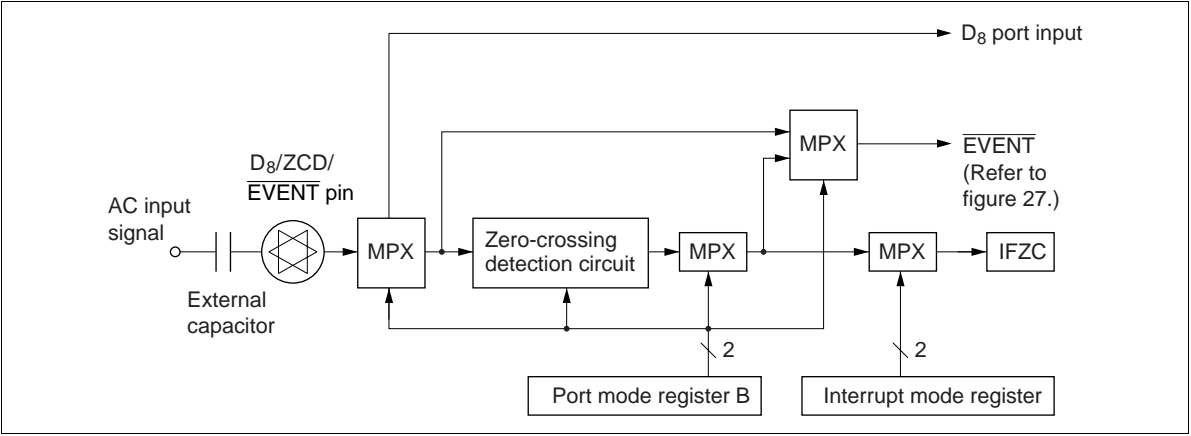 D8 port input
MPX
EVENT
(Refer to
figure 27.)
D8/ZCD/
EVENT pin
AC input
signal
MPX
Zero-crossing
detection circuit
MPX
MPX
IFZC
External
capacitor
2
2
Port mode register B
Interrupt mode register